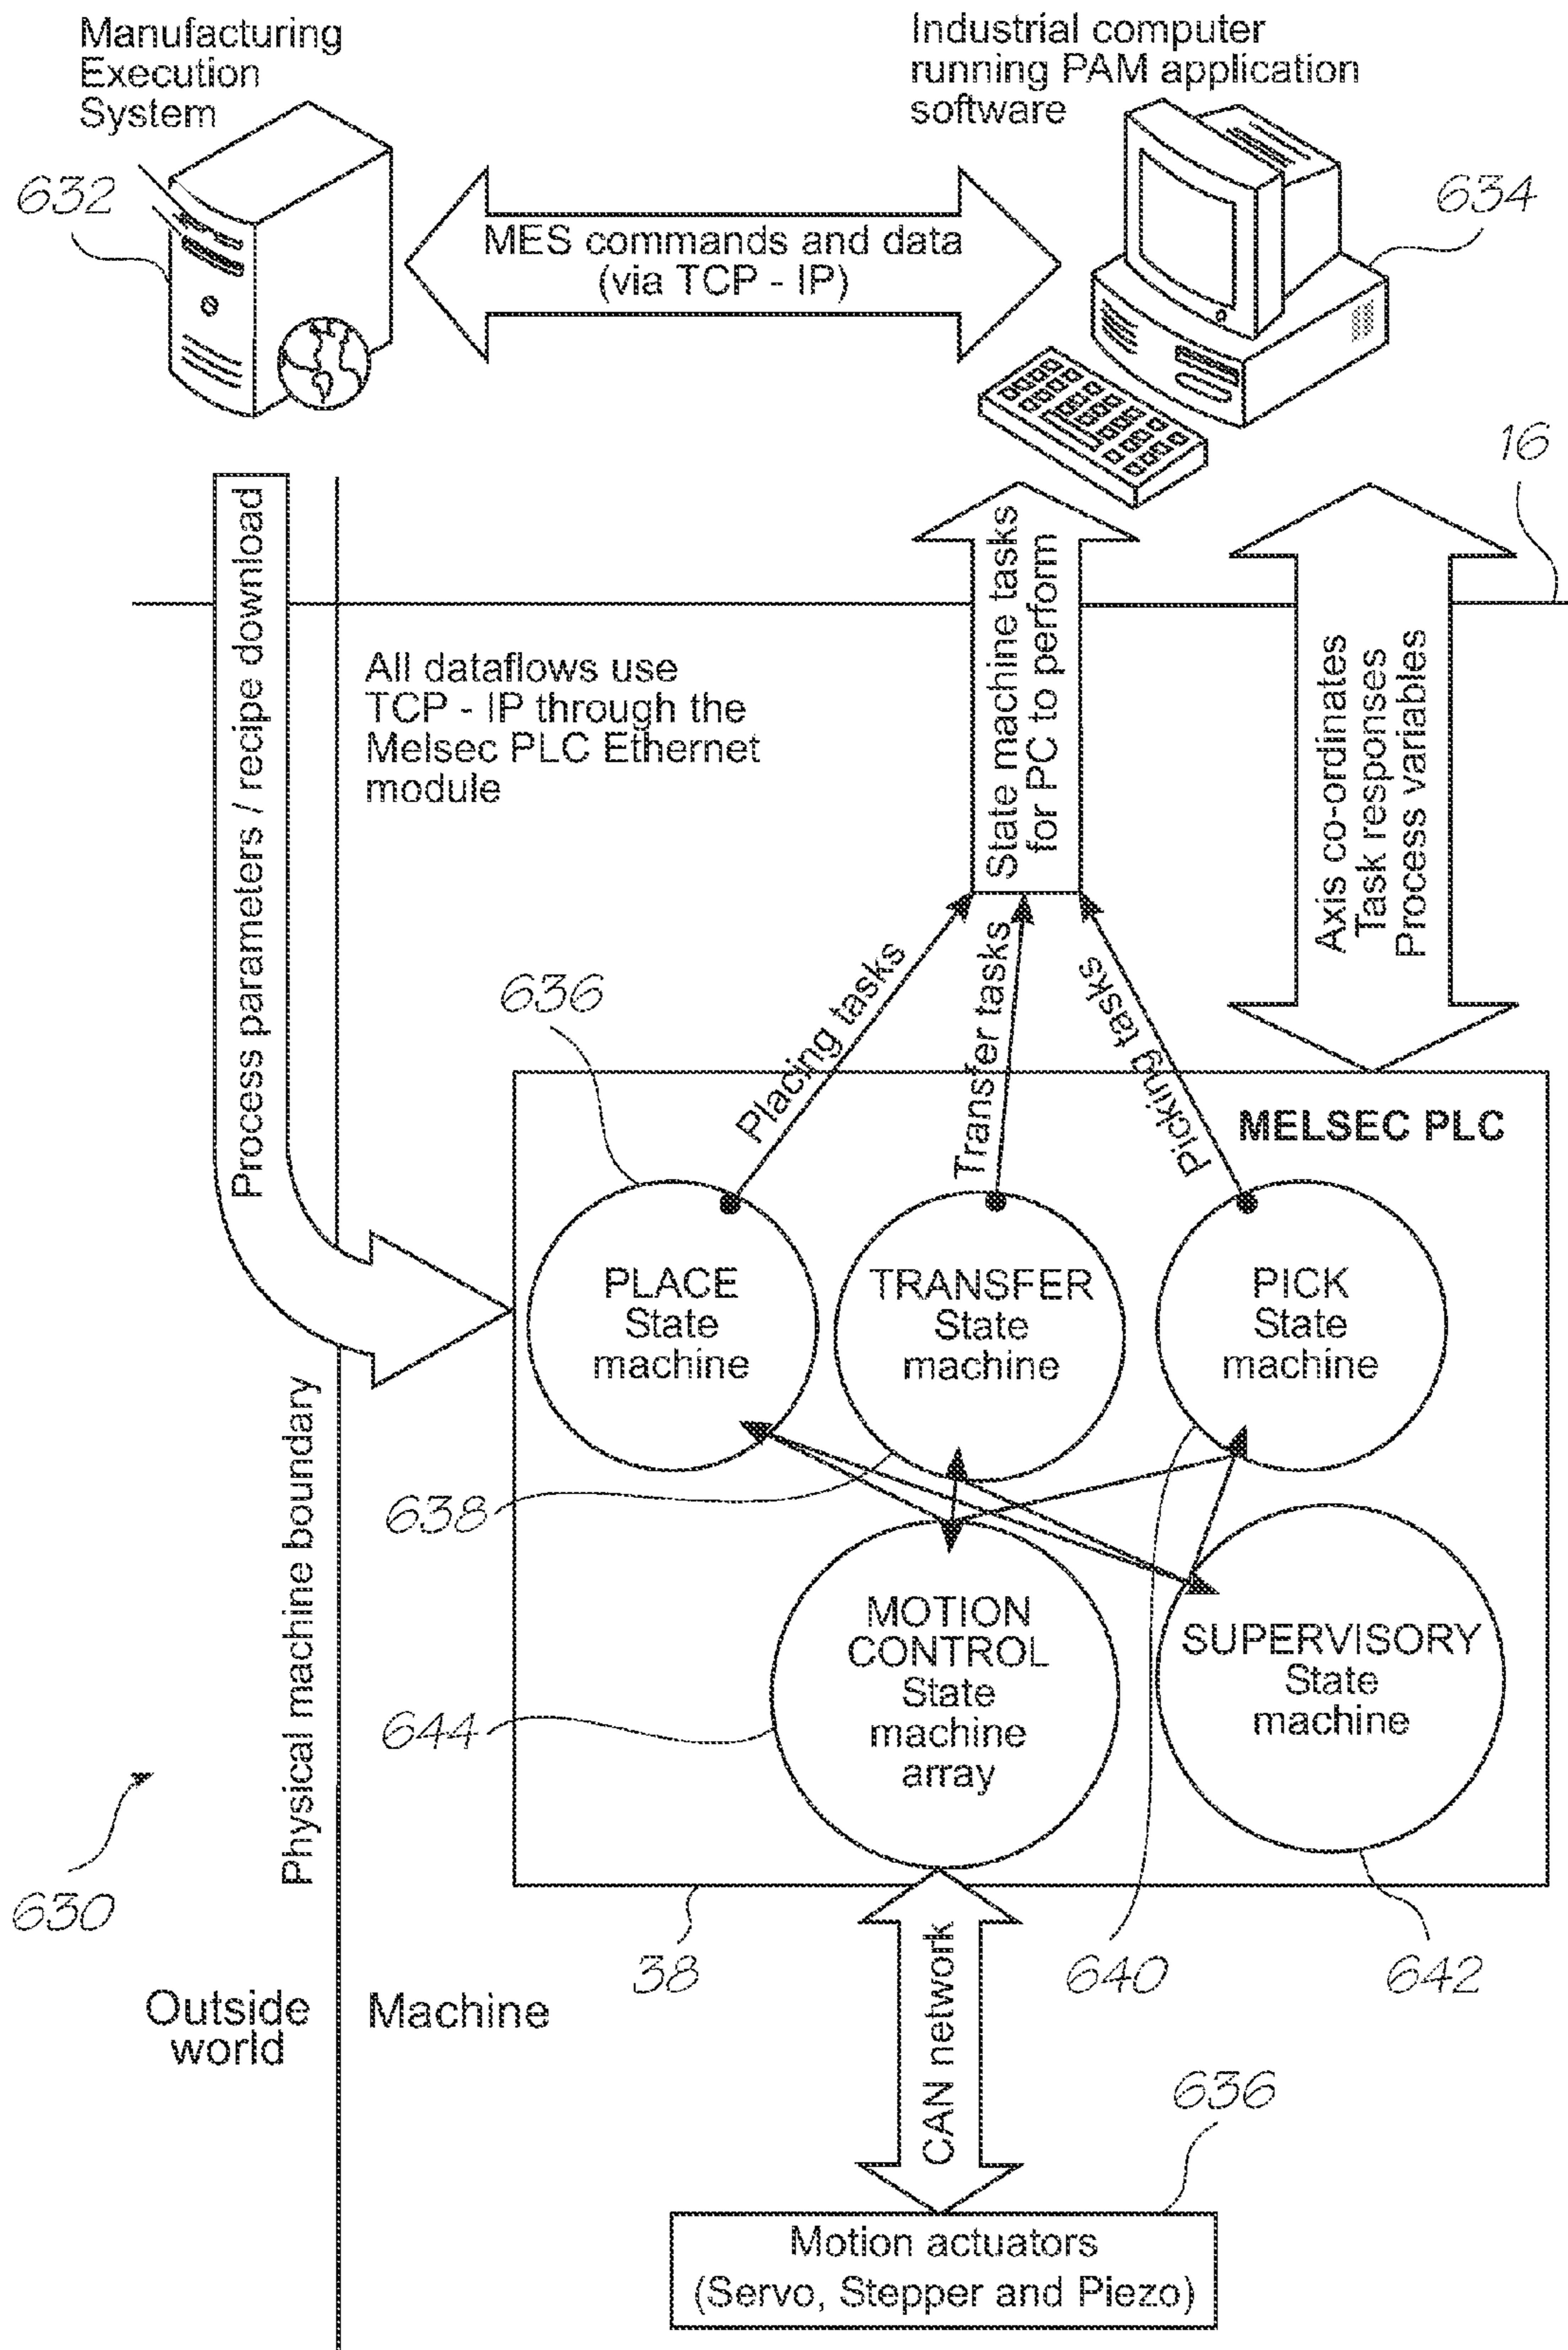 Manufacturing
Execution
System
Industrial computer
running PAM application
software
632
634
MES commands and data
(via TCP - IP)
16
Process parameters / recipe download
All dataflows use
TCP - IP through the
Melsec PLC Ethernet
module
State machine tasks
for PC to perform
Axis co-ordinates
Task responses
Process variables
636
Placing tasks
Transfer tasks
Picking tasks
MELSEC PLC
PLACE
State
machine
TRANSFER
State
machine
PICK
State
machine
638
Physical machine boundary
MOTION
CONTROL
State
machine
array
SUPERVISORY
State
machine
644
630
38
640
642
Outside
world
Machine
CAN network
636
Motion actuators
(Servo, Stepper and Piezo)